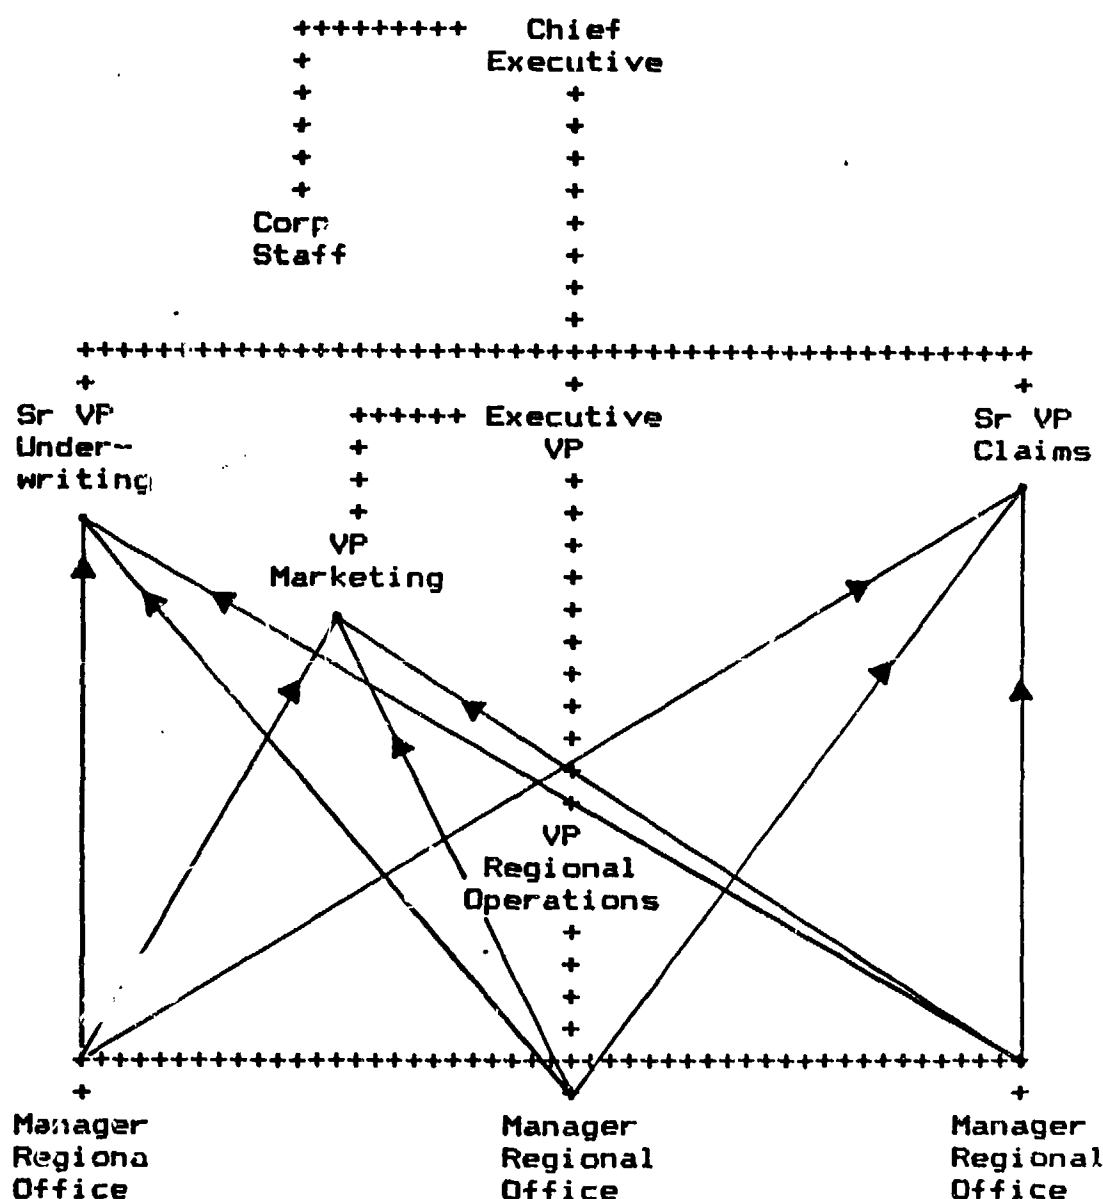 Chief
Executive
Corp
Staff
Sr VP
Under-
writing
Executive
VP
Sr VP
Claims
VP
Marketing
VP
Regional
Operations
Manager
Regiona
Office
Manager
Regional
Office
Manager
Regional
Office